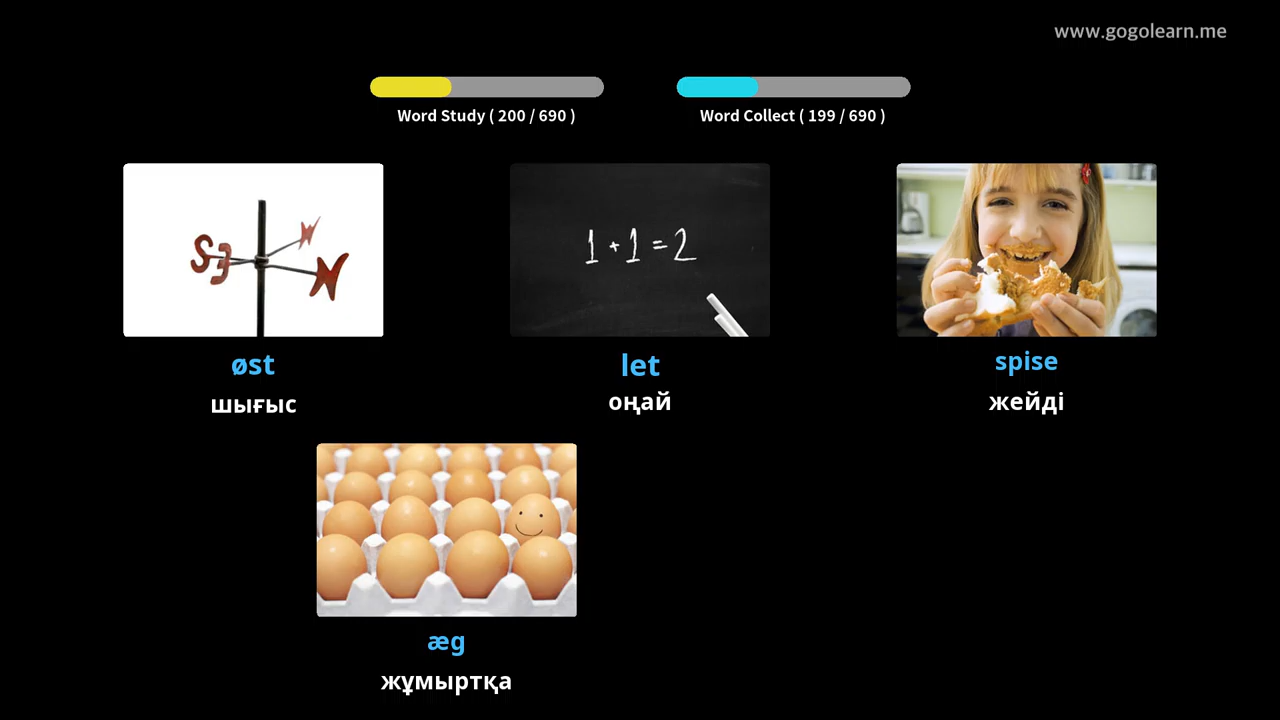 www.gogolearn.me
Word Study ( 200 / 690 )
Word Collect ( 199 / 690 )
S E N
1 + 1 = 2
øst
let
spise
шығыс
оңай
жейді
æg
жұмыртқа